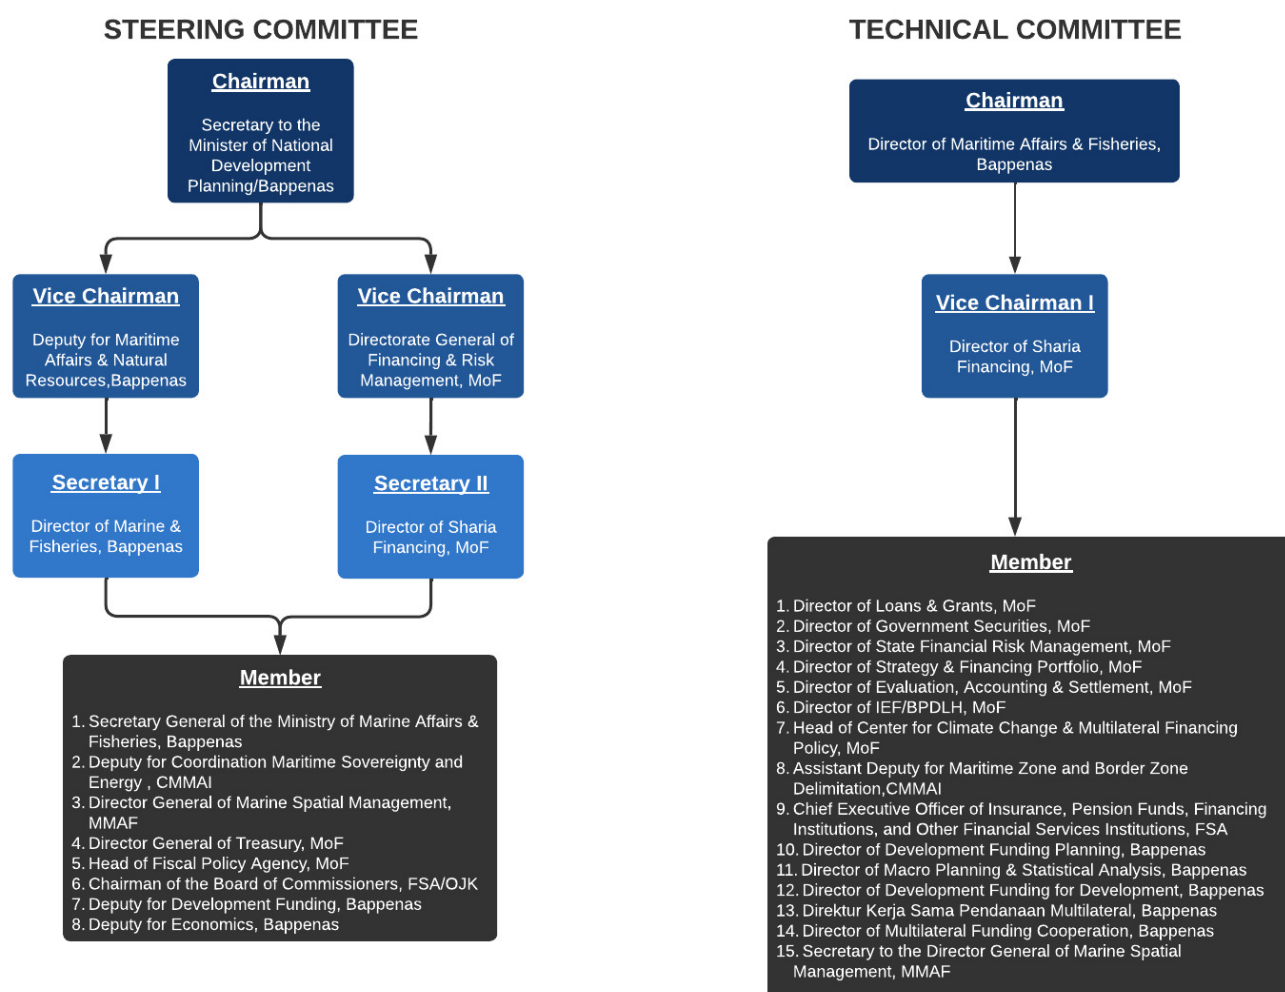 STEERING COMMITTEE
Chairman
Secretary to the
Minister of National
Development
Planning/Bappenas
Vice Chairman
Deputy for Maritime
Affairs & Natural
Resources,Bappenas
Vice Chairman
Directorate General of
Financing & Risk
Management, MoF
Secretary I
Director of Marine &
Fisheries, Bappenas
Secretary II
Director of Sharia
Financing, MoF
Member
1. Secretary General of the Ministry of Marine Affairs &
Fisheries, Bappenas
2. Deputy for Coordination Maritime Sovereignty and
Energy , CMMAI
3. Director General of Marine Spatial Management,
MMAF
4. Director General of Treasury, MoF
5. Head of Fiscal Policy Agency, MoF
6. Chairman of the Board of Commissioners, FSA/OJK
7. Deputy for Development Funding, Bappenas
8. Deputy for Economics, Bappenas
TECHNICAL COMMITTEE
Chairman
Director of Maritime Affairs & Fisheries,
Bappenas
Vice Chairman I
Director of Sharia
Financing, MoF
Member
1. Director of Loans & Grants, MoF
2. Director of Government Securities, MoF
3. Director of State Financial Risk Management, MoF
4. Director of Strategy & Financing Portfolio, MoF
5. Director of Evaluation, Accounting & Settlement, MoF
6. Director of IEF/BPDLH, MoF
7. Head of Center for Climate Change & Multilateral Financing
Policy, MoF
8. Assistant Deputy for Maritime Zone and Border Zone
Delimitation,CMMAI
9. Chief Executive Officer of Insurance, Pension Funds, Financing
Institutions, and Other Financial Services Institutions, FSA
10. Director of Development Funding Planning, Bappenas
11. Director of Macro Planning & Statistical Analysis, Bappenas
12. Director of Development Funding for Development, Bappenas
13. Direktur Kerja Sama Pendanaan Multilateral, Bappenas
14. Director of Multilateral Funding Cooperation, Bappenas
15. Secretary to the Director General of Marine Spatial
Management, MMAF